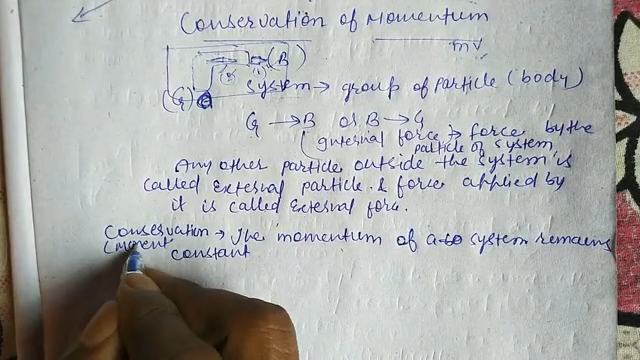 Conservation of Momentum
mv
(B)
System → group of particle (body)
(G)
G → B or B → G
Internal force → force by the
particle of system
Any other particle outside the system is
called External particle & force applied by
it is called External force.
Conservation → The momentum of a system remains
(moment
constant